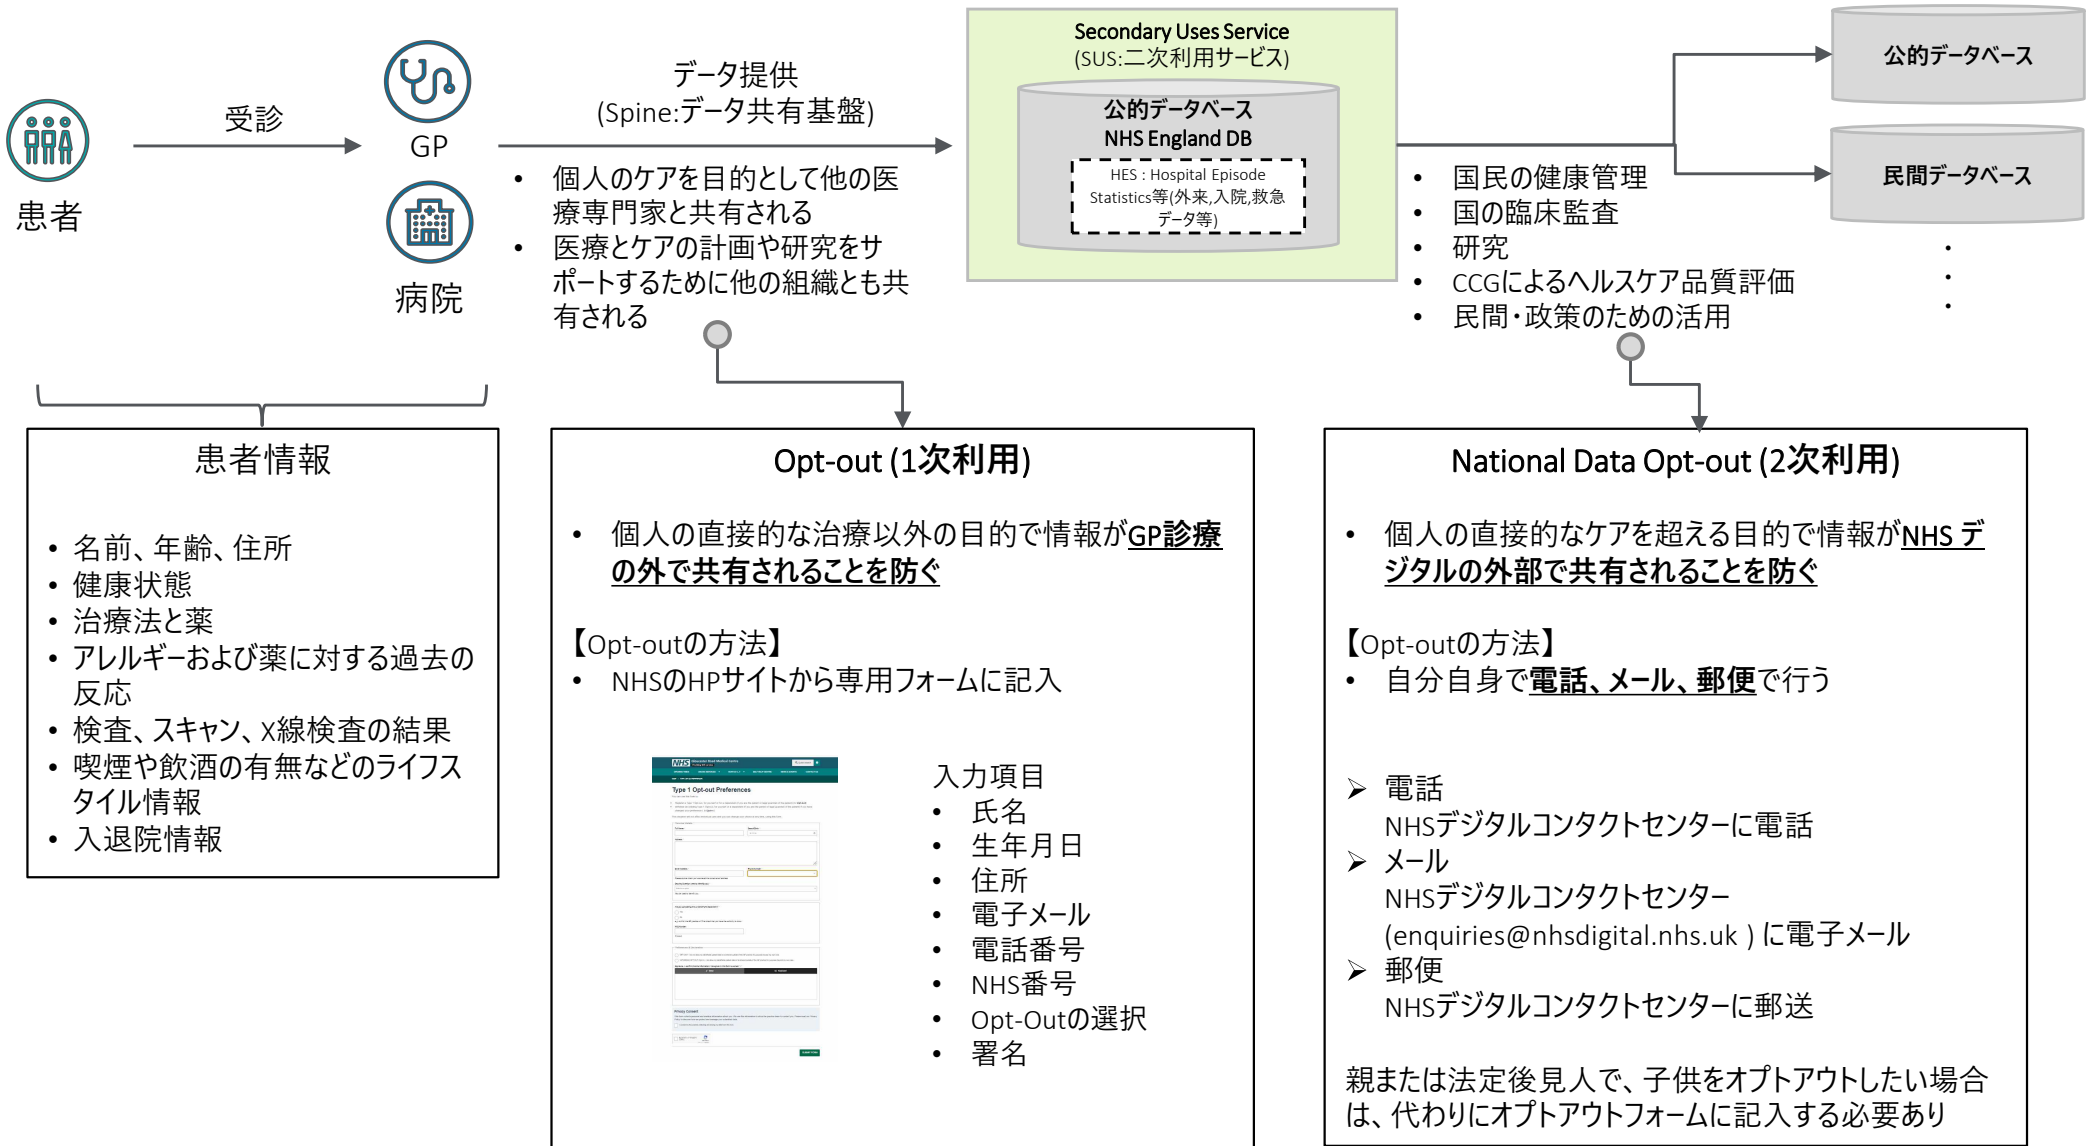 患者
受診
GP
病院
データ提供
(Spine:データ共有基盤)
• 個人のケアを目的として他の医
療専門家と共有される
• 医療とケアの計画や研究をサ
ポートするために他の組織とも共
有される
Secondary Uses Service
(SUS:二次利用サービス)
公的データベース
NHS England DB
HES : Hospital Episode
Statistics等(外来,入院,救急
データ等)
• 国民の健康管理
• 国の臨床監査
• 研究
• CCGによるヘルスケア品質評価
• 民間・政策のための活用
公的データベース
民間データベース
・
・
・
患者情報
• 名前、年齢、住所
• 健康状態
• 治療法と薬
• アレルギーおよび薬に対する過去の
反応
• 検査、スキャン、X線検査の結果
• 喫煙や飲酒の有無などのライフス
タイル情報
• 入退院情報
Opt-out (1次利用)
• 個人の直接的な治療以外の目的で情報がGP診療
の外で共有されることを防ぐ
【Opt-outの方法】
• NHSのHPサイトから専用フォームに記入
NHS
Type 1 Opt-out Preferences
Privacy Consent
入力項目
• 氏名
• 生年月日
• 住所
• 電子メール
• 電話番号
• NHS番号
• Opt-Outの選択
• 署名
National Data Opt-out (2次利用)
• 個人の直接的なケアを超える目的で情報がNHS デ
ジタルの外部で共有されることを防ぐ
【Opt-outの方法】
• 自分自身で電話、メール、郵便で行う
➢ 電話
NHSデジタルコンタクトセンターに電話
➢ メール
NHSデジタルコンタクトセンター
(enquiries@nhsdigital.nhs.uk ) に電子メール
➢ 郵便
NHSデジタルコンタクトセンターに郵送
親または法定後見人で、子供をオプトアウトしたい場合
は、代わりにオプトアウトフォームに記入する必要あり